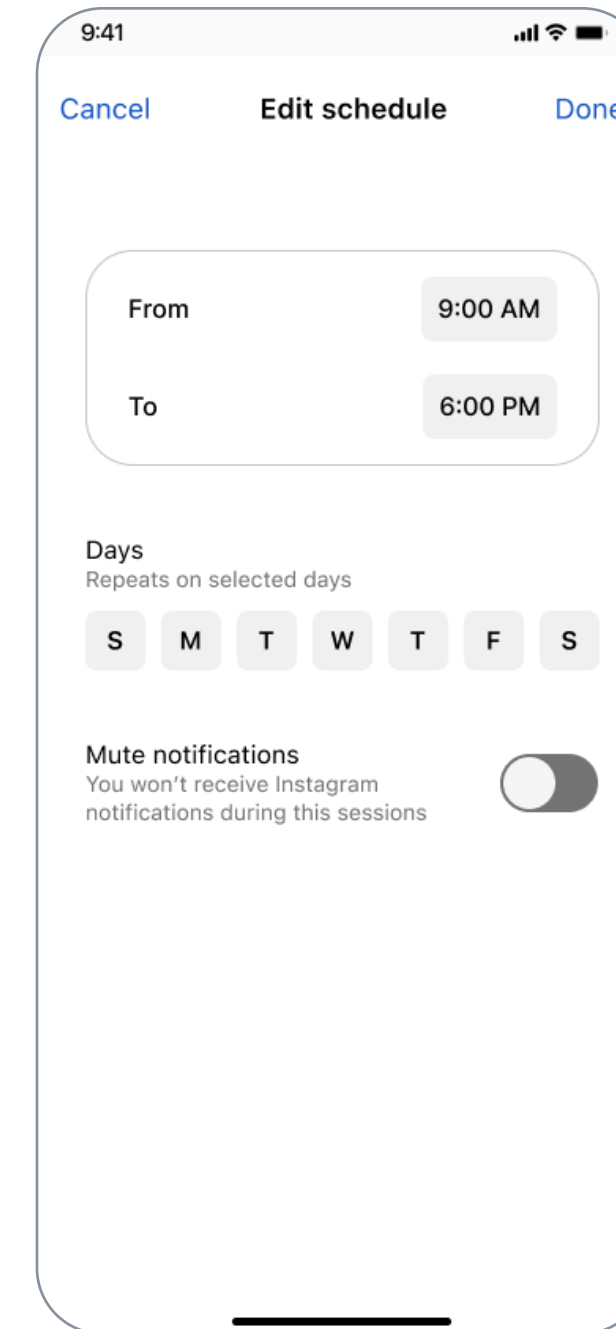 9:41
Cancel Edit schedule Done
From 9:00 AM
To 6:00 PM
Days
Repeats on selected days
S M T W T F S
Mute notifications
You won’t receive Instagram
notifications during this sessions